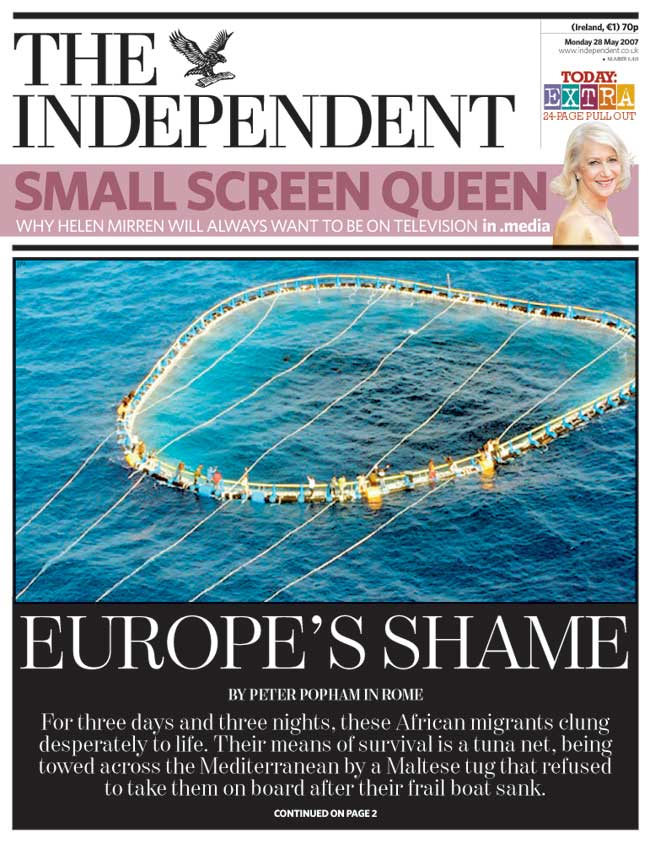 (Ireland, €1) 70p
THE
INDEPENDENT
Monday 28 May 2007
www.independent.co.uk
TODAY:
EXTRA
24-PAGE PULL OUT
SMALL SCREEN QUEEN
WHY HELEN MIRREN WILL ALWAYS WANT TO BE ON TELEVISION in .media
EUROPE’S SHAME
BY PETER POPHAM IN ROME
For three days and three nights, these African migrants clung
desperately to life. Their means of survival is a tuna net, being
towed across the Mediterranean by a Maltese tug that refused
to take them on board after their frail boat sank.
CONTINUED ON PAGE 2